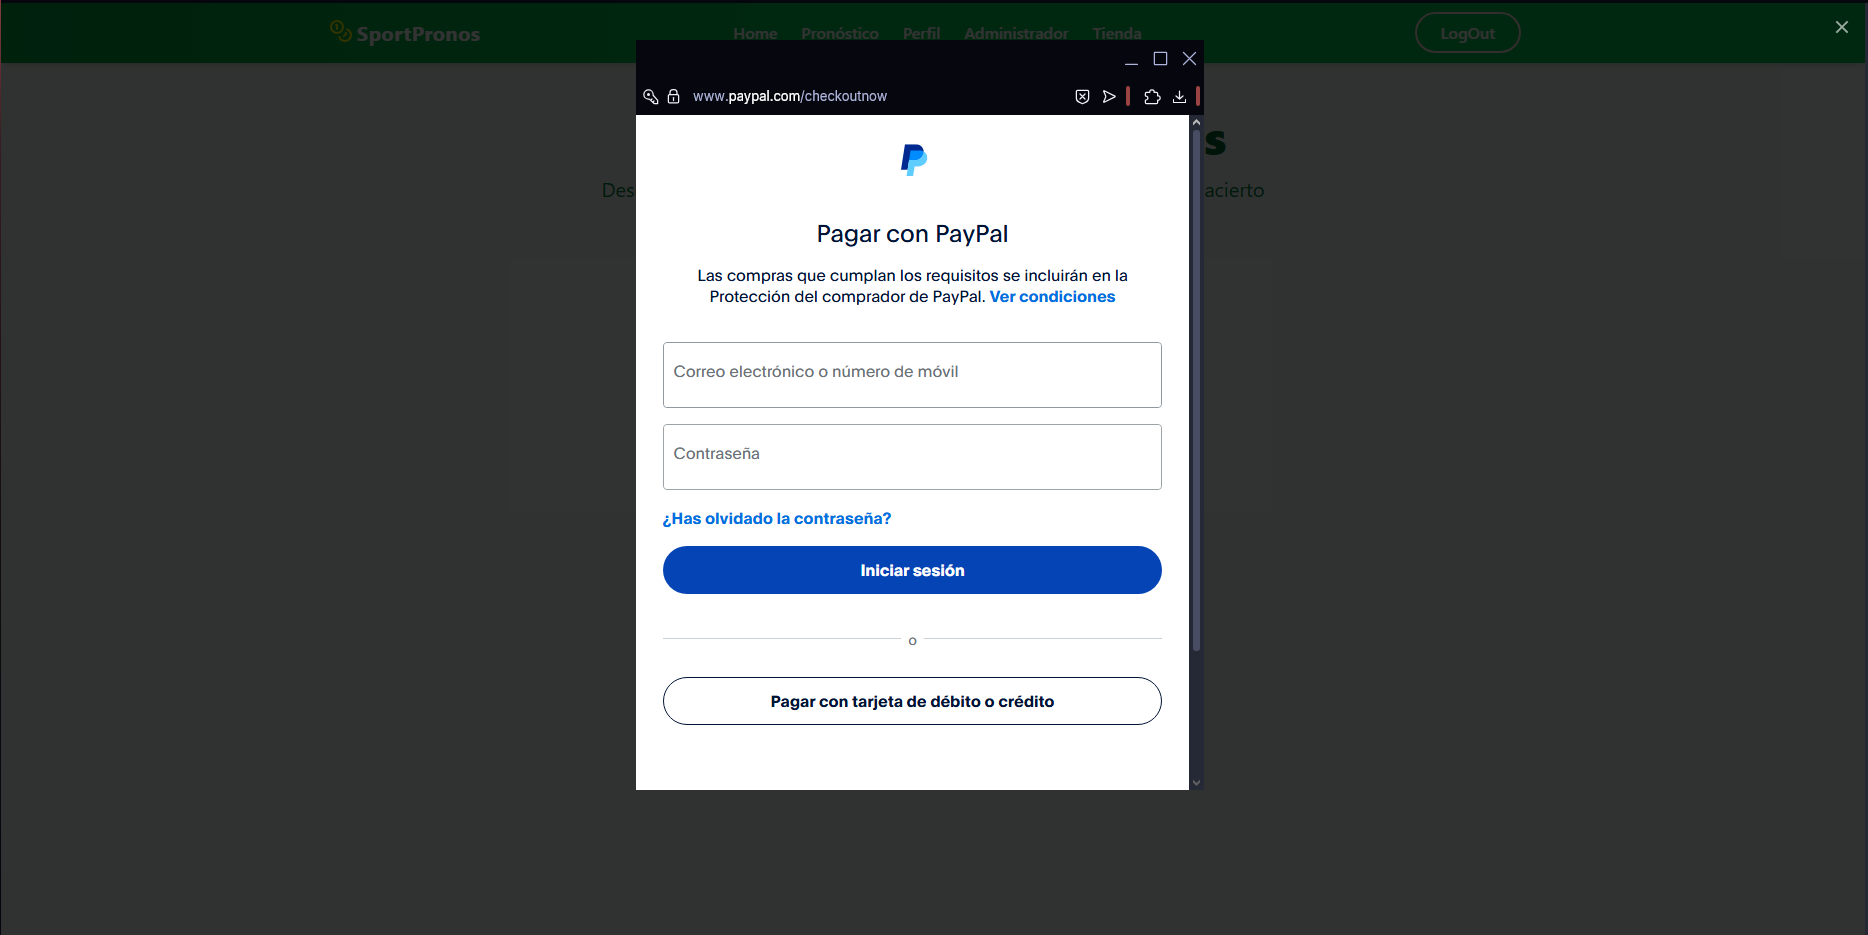 SportPronos
Home Pronóstico Perfil Administrador Tienda
LogOut
www.paypal.com/checkoutnow
s
Des
acierto
Pagar con PayPal
Las compras que cumplan los requisitos se incluirán en la
Protección del comprador de PayPal. Ver condiciones
Correo electrónico o número de móvil
Contraseña
¿Has olvidado la contraseña?
Iniciar sesión
o
Pagar con tarjeta de débito o crédito